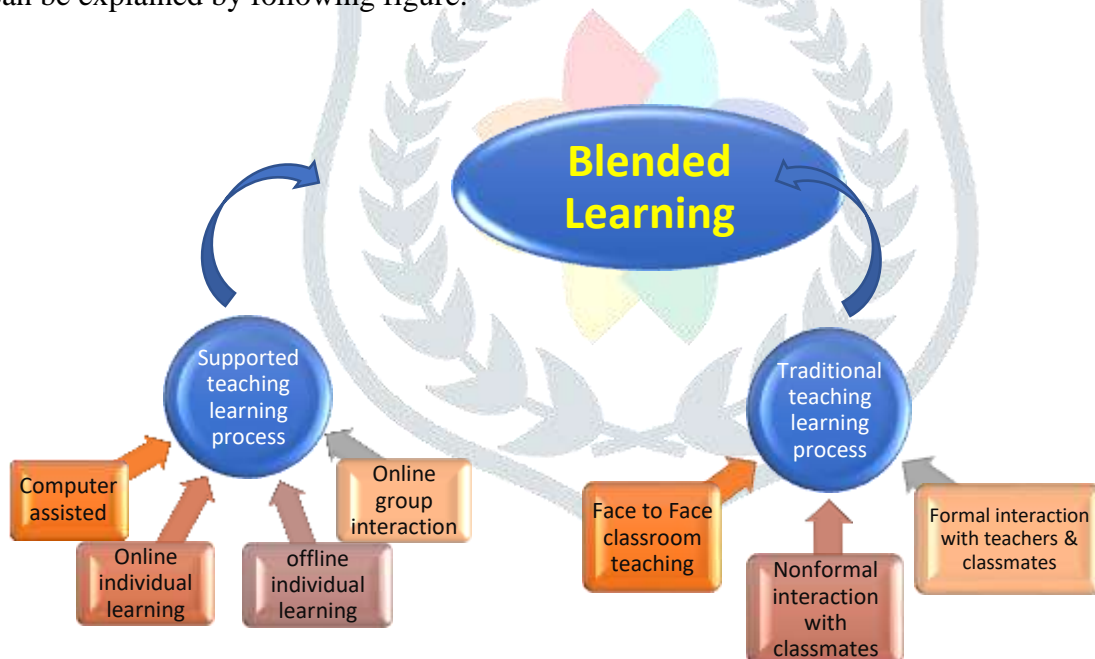 can be explained by following figure.
Blended
Learning
Supported
teaching
learning
process
Traditional
teaching
learning
process
Computer
assisted
Online
individual
learning
offline
individual
learning
Online
group
interaction
Face to Face
classroom
teaching
Nonformal
interaction
with
classmates
Formal interaction
with teachers &
classmates